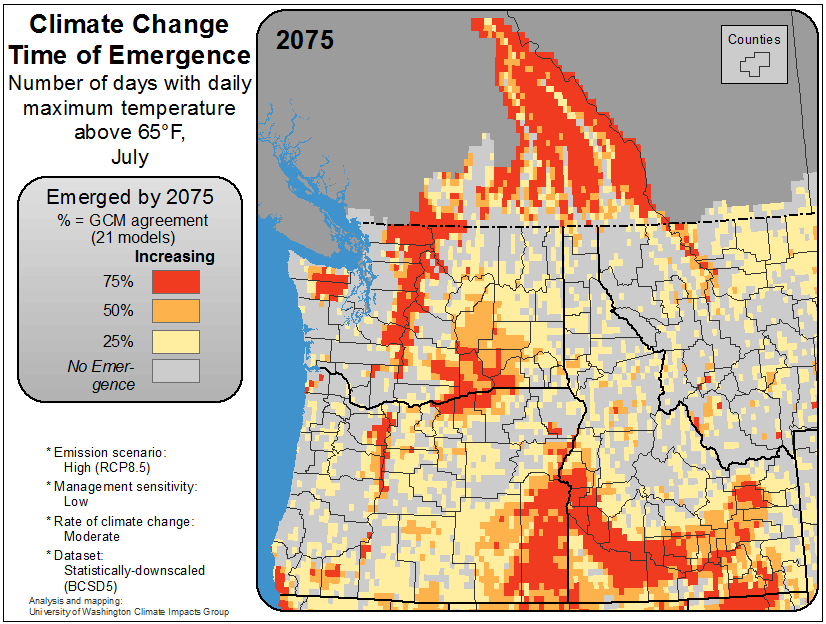 Climate Change
Time of Emergence
Number of days with daily
maximum temperature
above 65°F,
July
Emerged by 2075
% = GCM agreement
(21 models)
Increasing
75%
50%
25%
No Emer-
gence
* Emission scenario:
High (RCP8.5)
* Management sensitivity:
Low
* Rate of climate change:
Moderate
* Dataset:
Statistically-downscaled
(BCSD5)
Analysis and mapping:
University of Washington Climate Impacts Group
2075
Counties